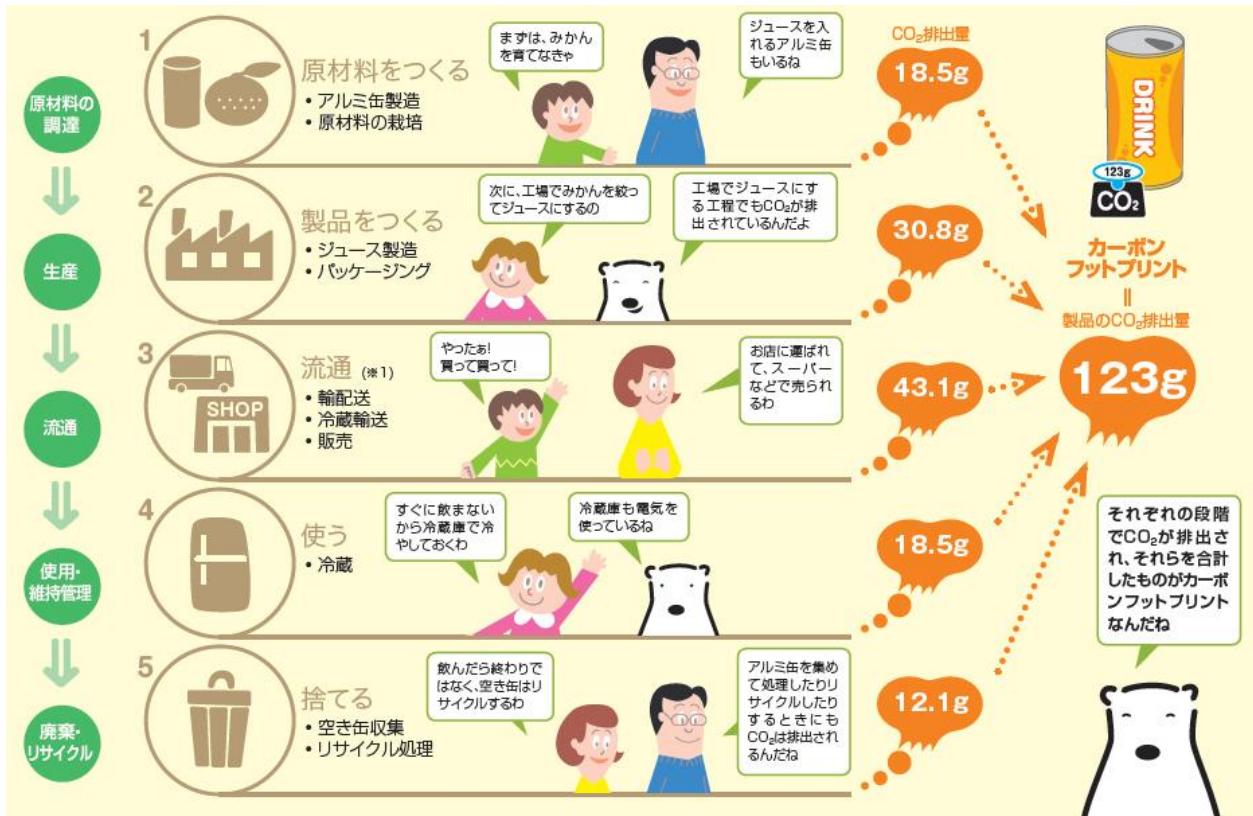 原材料の
調達
生産
流通
使用・
維持管理
廃棄・
リサイクル
1
原材料をつくる
• アルミ缶製造
• 原材料の栽培
まずは、みかん
を育てなきゃ
ジュースを入
れるアルミ缶
もいるね
CO₂排出量
18.5g
2
製品をつくる
• ジュース製造
• パッケージング
次に、工場でみかんを絞っ
てジュースにするの
工場でジュースにす
る工程でもCO₂が排
出されているんだよ
30.8g
3
SHOP
流通 (※1)
•輸配送
• 冷蔵輸送
• 販売
やったぁ!
買って買って!
お店に運ばれ
て、スーパー
などで売られ
るわ
43.1g
4
使う
• 冷蔵
すぐに飲まない
から冷蔵庫で冷
やしておくわ
冷蔵庫も電気を
使っているね
18.5g
5
捨てる
• 空き缶収集
• リサイクル処理
飲んだら終わりで
はなく、空き缶はリ
サイクルするわ
アルミ缶を集め
て処理したりリ
サイクルしたり
するときにも
CO₂は排出され
るんだね
12.1g
DRINK
123g
CO₂
カーボン
フットプリント
||
製品のCO₂排出量
123g
それぞれの段階
でCO₂が排出さ
れ、それらを合計
したものがカーボ
ンフットプリント
なんだね